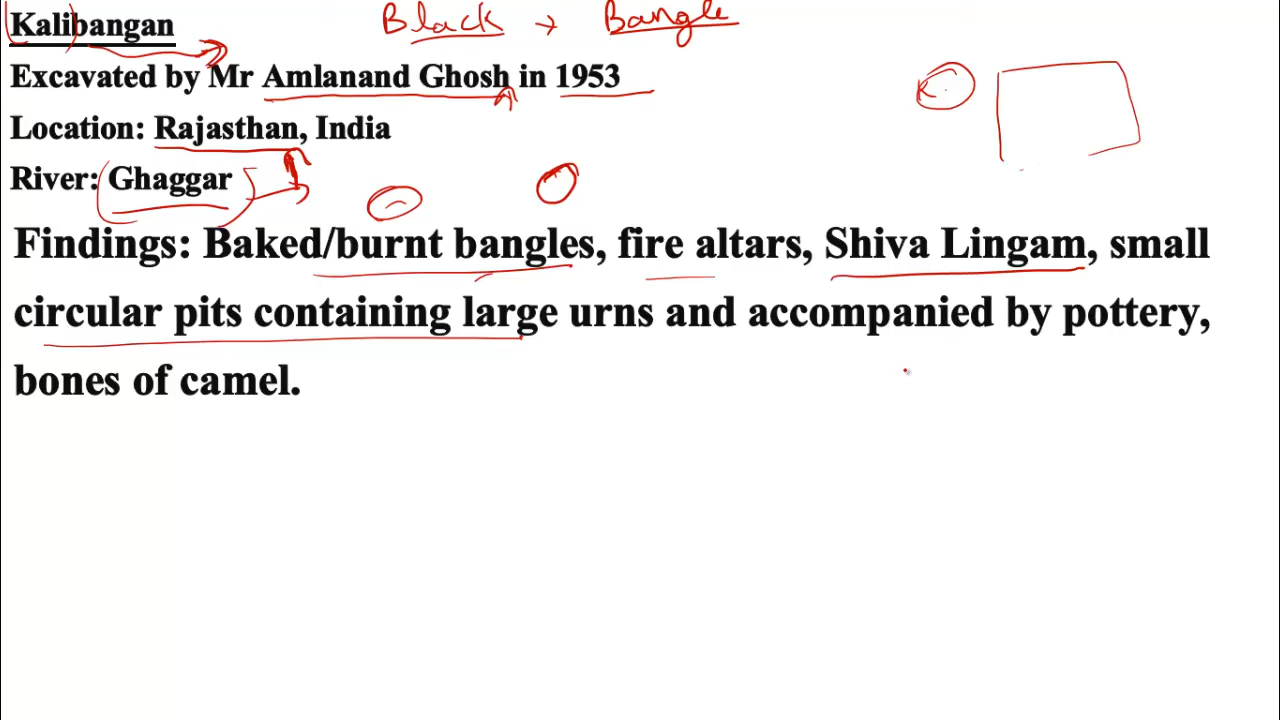 Kalibangan Black → Bangle
Excavated by Mr Amlanand Ghosh in 1953
K
Location: Rajasthan, India
River: Ghaggar
Findings: Baked/burnt bangles, fire altars, Shiva Lingam, small
circular pits containing large urns and accompanied by pottery,
bones of camel.